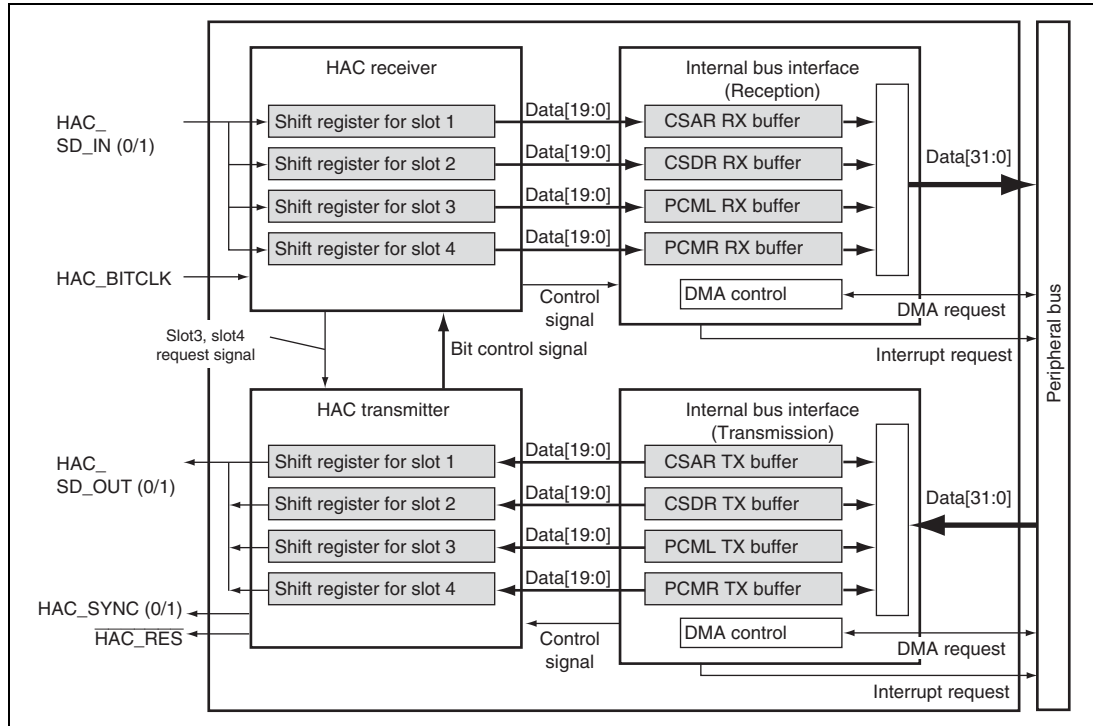 HAC receiver
Internal bus interface
(Reception)
HAC_
SD_IN (0/1)
Shift register for slot 1
Data[19:0]
CSAR RX buffer
Shift register for slot 2
Data[19:0]
CSDR RX buffer
Data[31:0]
Shift register for slot 3
Data[19:0]
PCML RX buffer
Shift register for slot 4
Data[19:0]
PCMR RX buffer
HAC_BITCLK
Control
signal
DMA control
DMA request
Slot3, slot4
request signal
Bit control signal
Interrupt request
Peripheral bus
HAC transmitter
Internal bus interface
(Transmission)
HAC_
SD_OUT (0/1)
Shift register for slot 1
Data[19:0]
CSAR TX buffer
Shift register for slot 2
Data[19:0]
CSDR TX buffer
Data[31:0]
Shift register for slot 3
Data[19:0]
PCML TX buffer
Shift register for slot 4
Data[19:0]
PCMR TX buffer
HAC_SYNC (0/1)
HAC_RES
Control
signal
DMA control
DMA request
Interrupt request